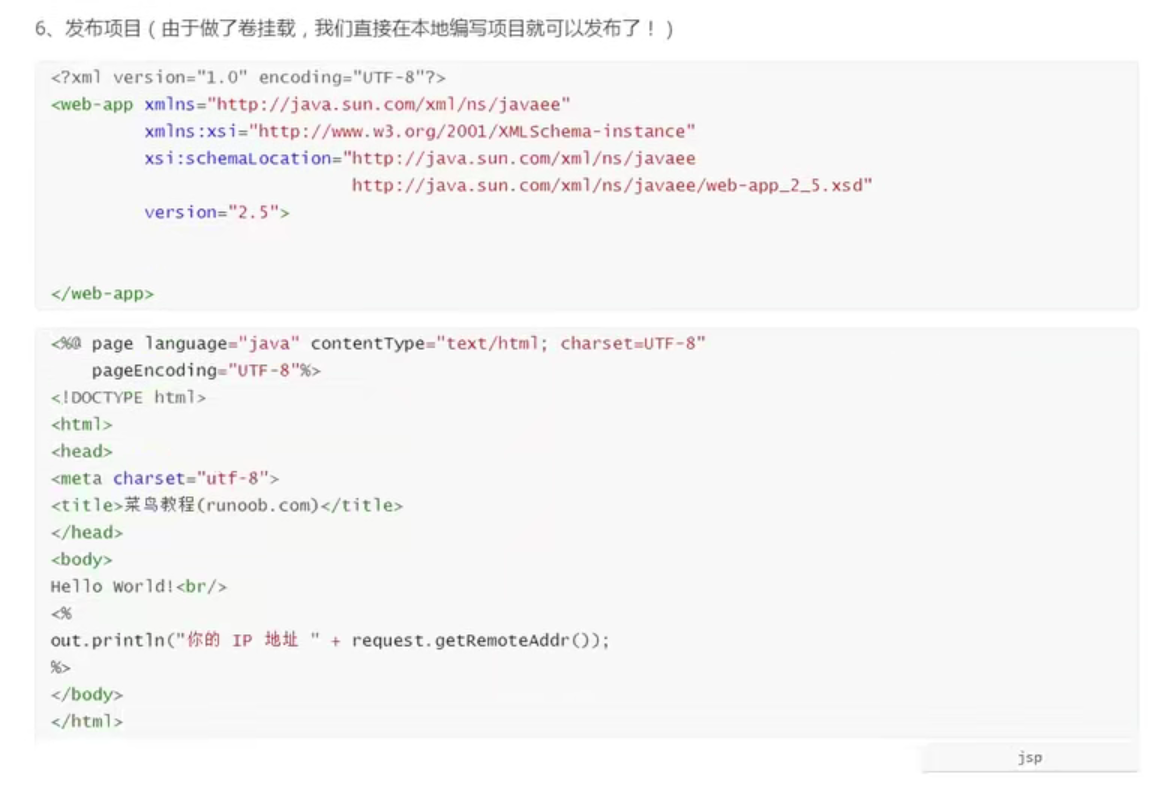 6、发布项目（由于做了卷挂载，我们直接在本地编写项目就可以发布了！）
<?xml version="1.0" encoding="UTF-8"?>
<web-app xmlns="http://java.sun.com/xml/ns/javaee"
         xmlns:xsi="http://www.w3.org/2001/XMLSchema-instance"
         xsi:schemaLocation="http://java.sun.com/xml/ns/javaee
                             http://java.sun.com/xml/ns/javaee/web-app_2_5.xsd"
         version="2.5">
</web-app>
<%@ page language="java" contentType="text/html; charset=UTF-8"
    pageEncoding="UTF-8"%>
<!DOCTYPE html>
<html>
<head>
<meta charset="utf-8">
<title>菜鸟教程(runoob.com)</title>
</head>
<body>
Hello World!<br/>
<%
out.println("你的 IP 地址 " + request.getRemoteAddr());
%>
</body>
</html>
jsp